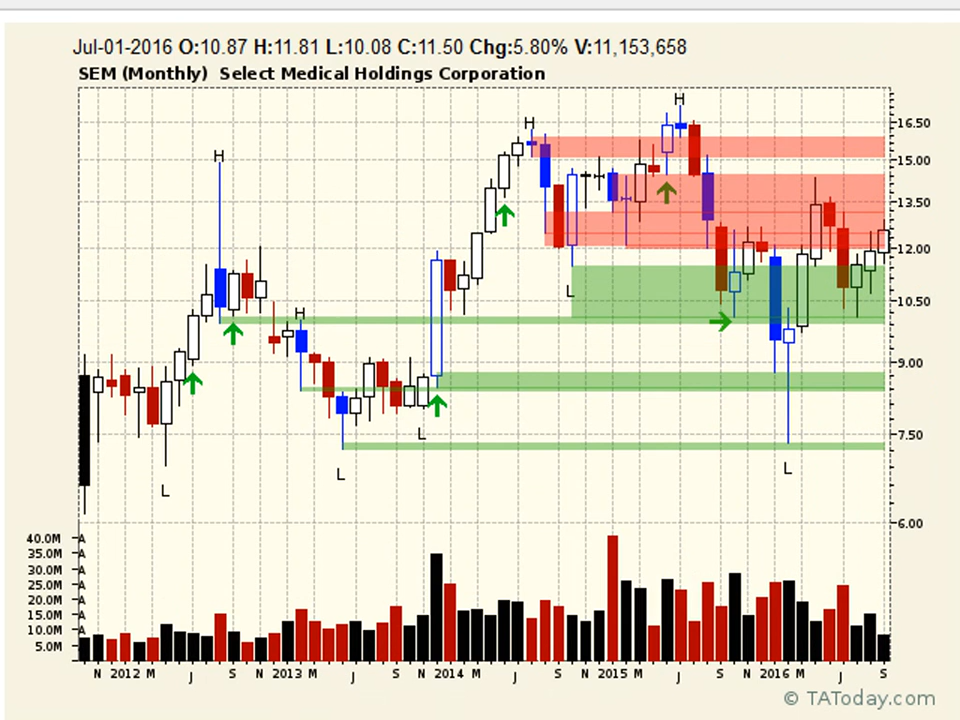 Jul-01-2016 O:10.87 H:11.81 L:10.08 C:11.50 Chg:5.80% V:11,153,658
SEM (Monthly) Select Medical Holdings Corporation
H
H
16.50
H
15.00
13.50
12.00
L
10.50
H
9.00
L
7.50
L
L
L
6.00
40.0M A
35.0M A
30.0M A
25.0M A
20.0M A
15.0M A
10.0M A
5.0M
N 2012 M J S N 2013 M J S N 2014 M J S N 2015 M J S N 2016 M J S
© TAToday.com